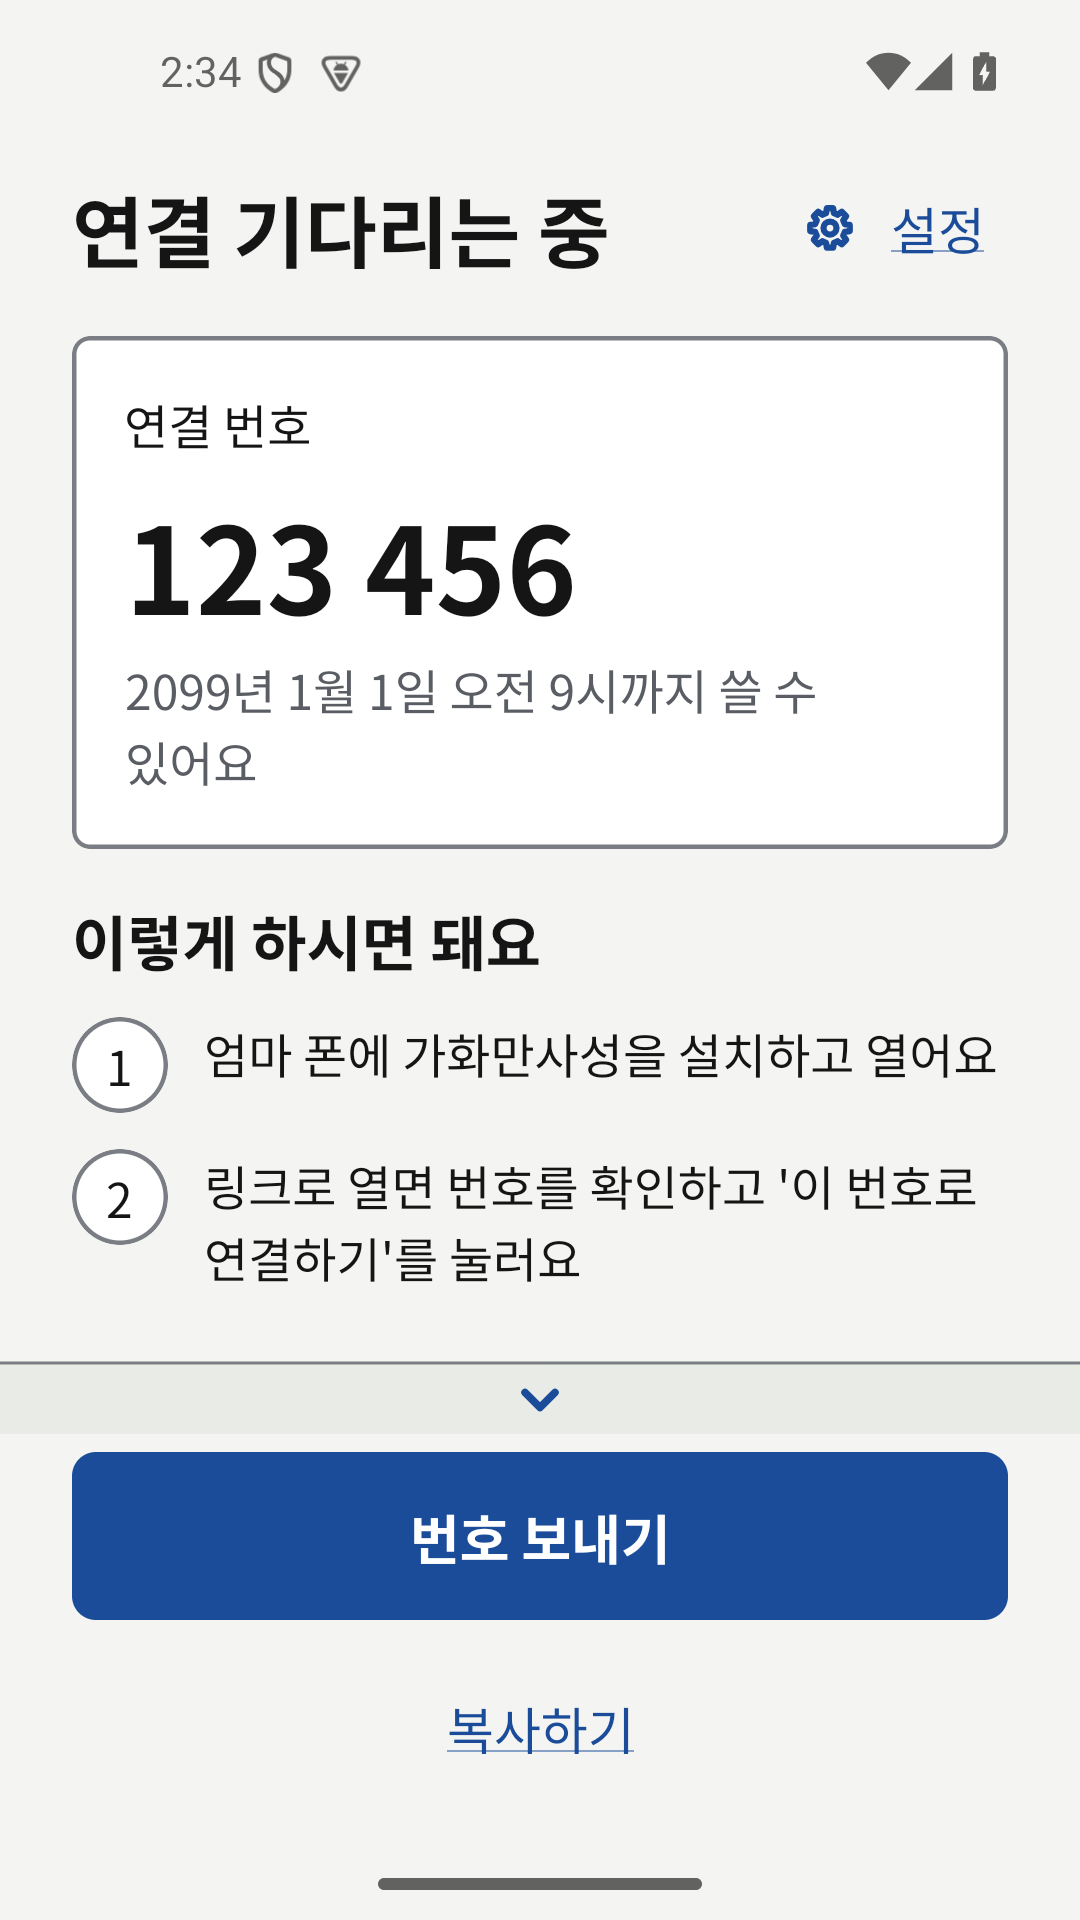 2:34
연결 기다리는 중
설정
연결 번호
123 456
2099년 1월 1일 오전 9시까지 쓸 수
있어요
이렇게 하시면 돼요
1 엄마 폰에 가화만사성을 설치하고 열어요
2 링크로 열면 번호를 확인하고 '이 번호로
연결하기'를 눌러요
번호 보내기
복사하기